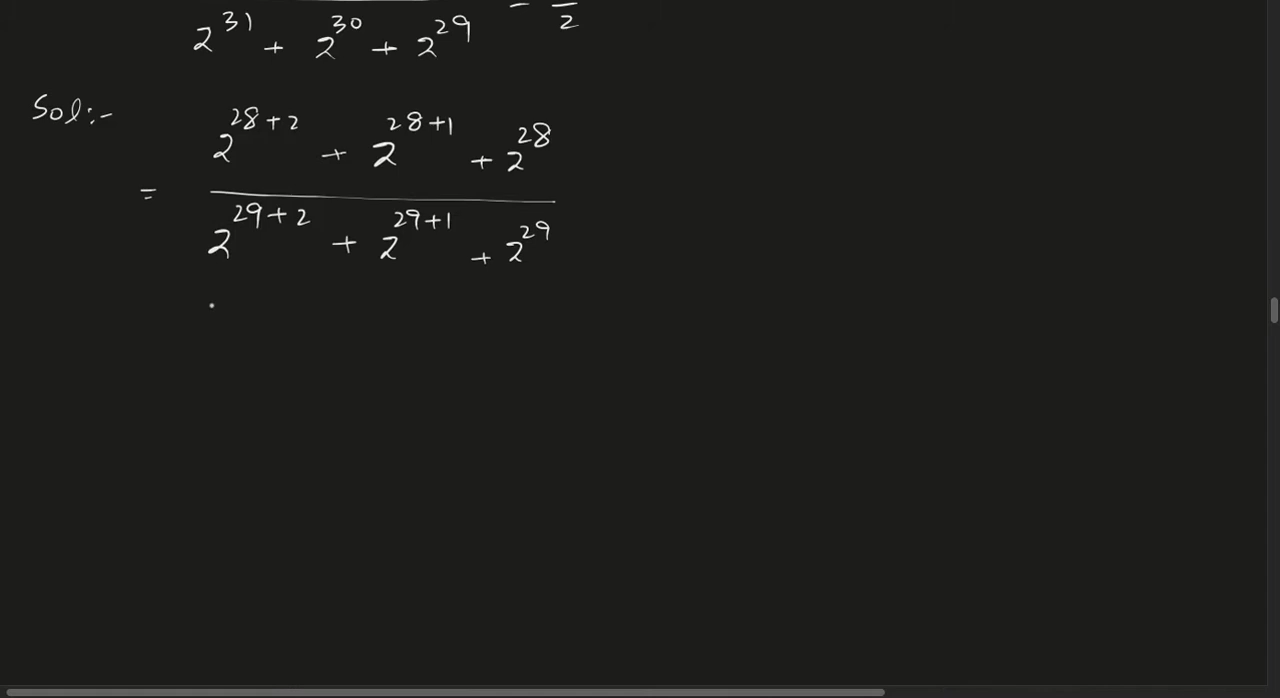 2^31 + 2^30 + 2^29 = — 2
Sol:-
2^28+2 + 2^28+1 + 2^28
=
2^29+2 + 2^29+1 + 2^29